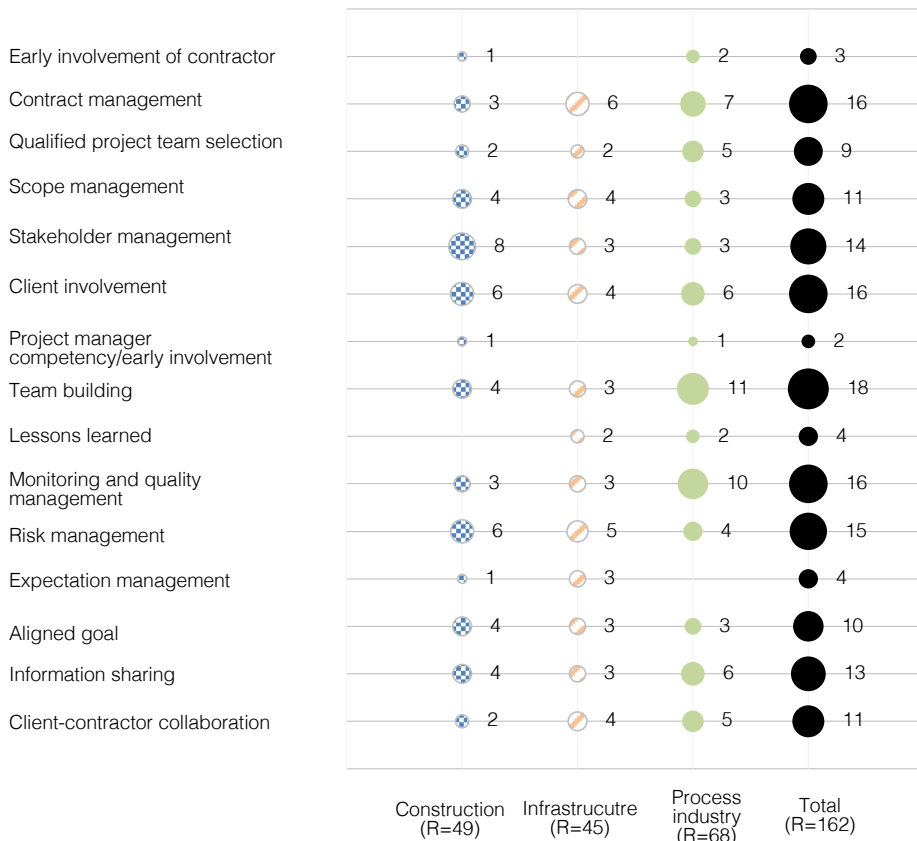 Early involvement of contractor 1 2 3
Contract management 3 6 7 16
Qualified project team selection 2 2 5 9
Scope management 4 4 3 11
Stakeholder management 8 3 3 14
Client involvement 6 4 6 16
Project manager
competency/early involvement 1 1 2
Team building 4 3 11 18
Lessons learned 2 2 4
Monitoring and quality
management 3 3 10 16
Risk management 6 5 4 15
Expectation management 1 3 4
Aligned goal 4 3 3 10
Information sharing 4 3 6 13
Client-contractor collaboration 2 4 5 11
Construction
(R=49)
Infrastrucutre
(R=45)
Process
industry
(R=68)
Total
(R=162)